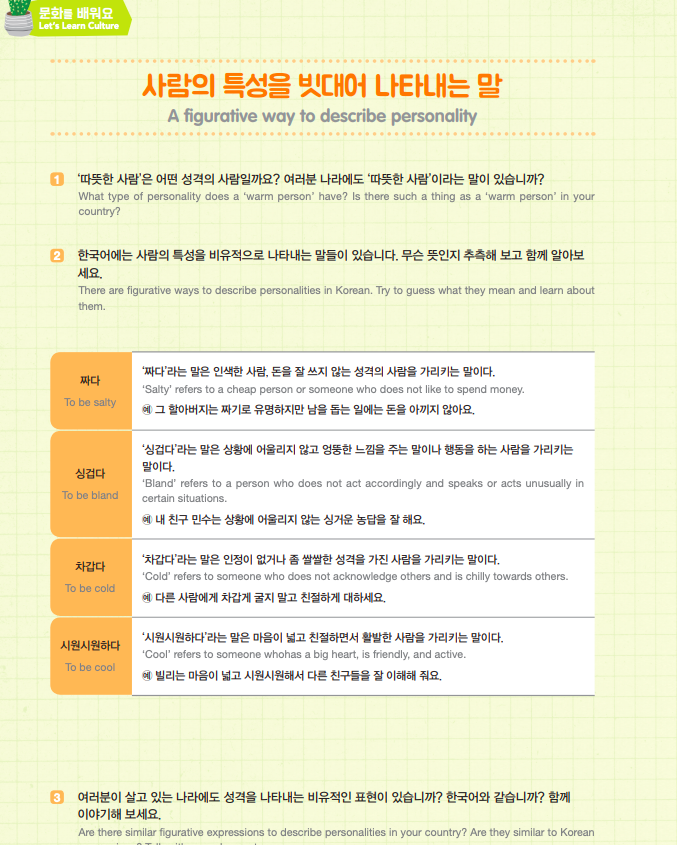 문화를 배워요
Let's Learn Culture
사람의 특성을 빗대어 나타내는 말
A figurative way to describe personality
1 '따뜻한 사람'은 어떤 성격의 사람일까요? 여러분 나라에도 '따뜻한 사람'이라는 말이 있습니까?
What type of personality does a 'warm person' have? Is there such a thing as a 'warm person' in your
country?
2 한국어에는 사람의 특성을 비유적으로 나타내는 말들이 있습니다. 무슨 뜻인지 추측해 보고 함께 알아보
세요.
There are figurative ways to describe personalities in Korean. Try to guess what they mean and learn about
them.
짜다
To be salty
'짜다'라는 말은 인색한 사람, 돈을 잘 쓰지 않는 성격의 사람을 가리키는 말이다.
'Salty' refers to a cheap person or someone who does not like to spend money.
예 그 할아버지는 짜기로 유명하지만 남을 돕는 일에는 돈을 아끼지 않아요.
싱겁다
To be bland
'싱겁다'라는 말은 상황에 어울리지 않고 엉뚱한 느낌을 주는 말이나 행동을 하는 사람을 가리키는
말이다.
'Bland' refers to a person who does not act accordingly and speaks or acts unusually in
certain situations.
예 내 친구 민수는 상황에 어울리지 않는 싱거운 농담을 잘 해요.
차갑다
To be cold
'차갑다'라는 말은 인정이 없거나 좀 쌀쌀한 성격을 가진 사람을 가리키는 말이다.
'Cold' refers to someone who does not acknowledge others and is chilly towards others.
예 다른 사람에게 차갑게 굴지 말고 친절하게 대하세요.
시원시원하다
To be cool
'시원시원하다'라는 말은 마음이 넓고 친절하면서 활발한 사람을 가리키는 말이다.
'Cool' refers to someone whohas a big heart, is friendly, and active.
예 빌리는 마음이 넓고 시원시원해서 다른 친구들을 잘 이해해 줘요.
3 여러분이 살고 있는 나라에도 성격을 나타내는 비유적인 표현이 있습니까? 한국어와 같습니까? 함께
이야기해 보세요.
Are there similar figurative expressions to describe personalities in your country? Are they similar to Korean